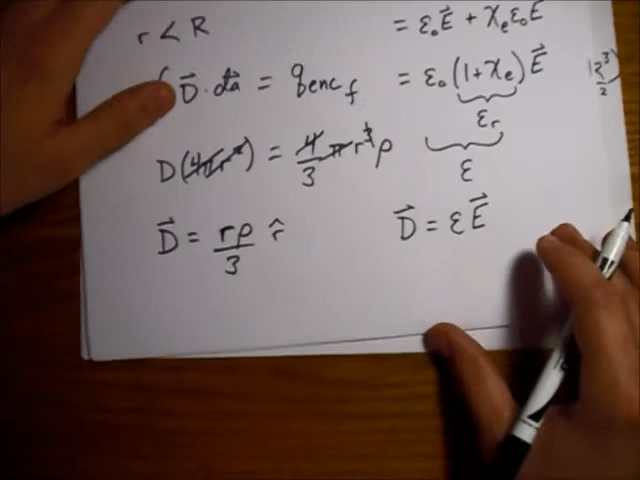 r < R
∫ D⃗ · da⃗ = q_enc_f
D(4πr²) = 4/3 πr³ρ
D⃗ = rρ/3 r̂
= ε₀E⃗ + χₑε₀E⃗
= ε₀(1+χₑ)E⃗
εᵣ
ε
D⃗ = εE⃗